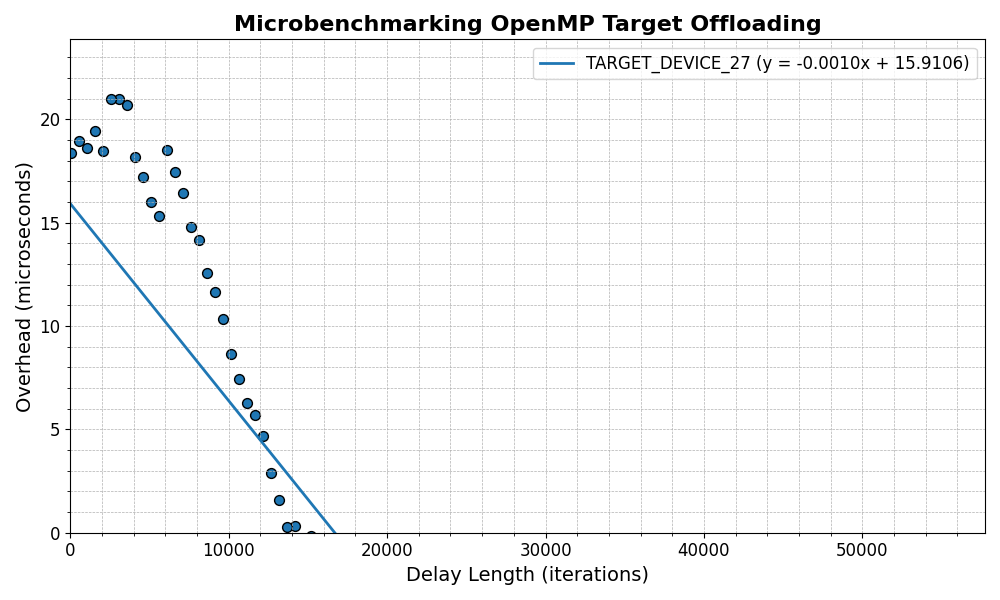 Microbenchmarking OpenMP Target Offloading
TARGET_DEVICE_27 (y = -0.0010x + 15.9106)
Overhead (microseconds)
20
15
10
5
0
0 10000 20000 30000 40000 50000
Delay Length (iterations)